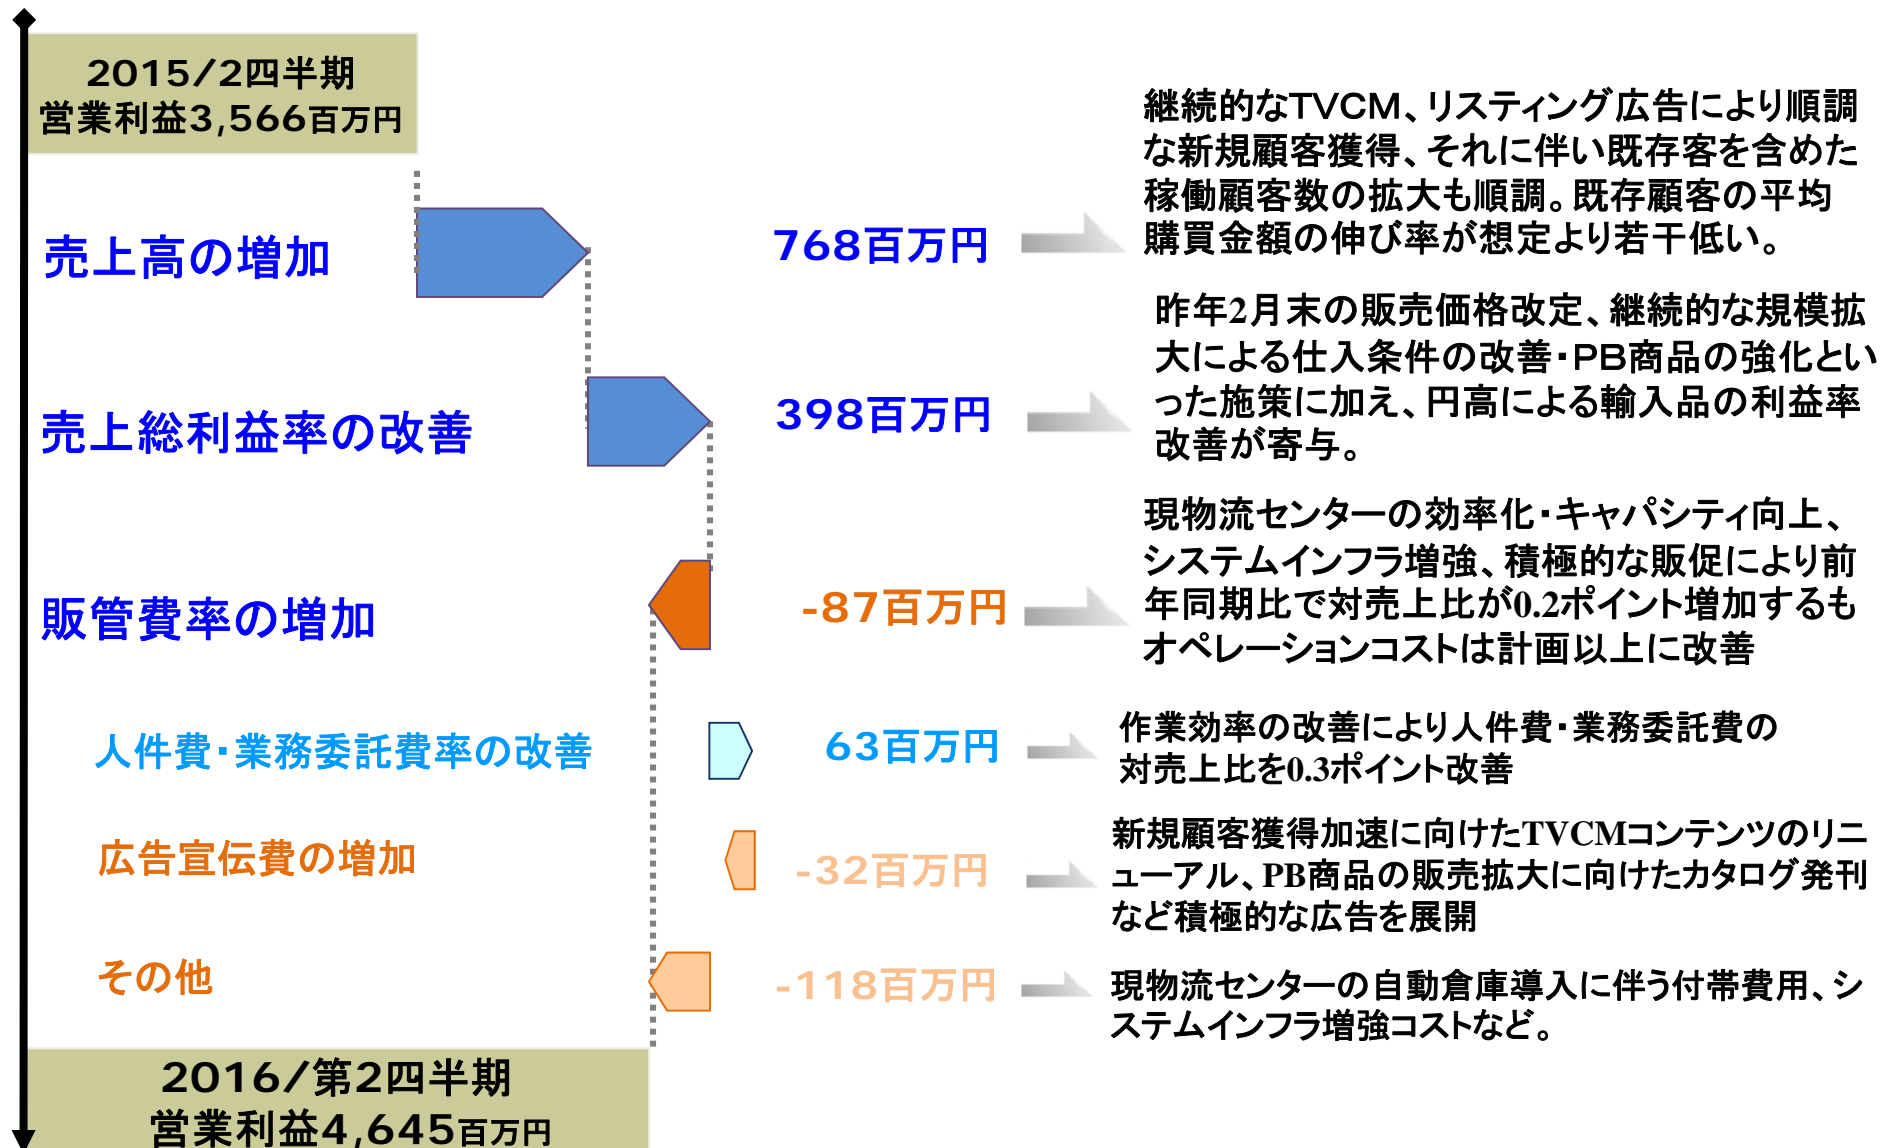 2015/2四半期
営業利益3,566百万円
売上高の増加
768百万円
継続的なTVCM、リスティング広告により順調
な新規顧客獲得、それに伴い既存客を含めた
稼働顧客数の拡大も順調。既存顧客の平均
購買金額の伸び率が想定より若干低い。
売上総利益率の改善
398百万円
昨年2月末の販売価格改定、継続的な規模拡
大による仕入条件の改善・PB商品の強化とい
った施策に加え、円高による輸入品の利益率
改善が寄与。
販管費率の増加
-87百万円
現物流センターの効率化・キャパシティ向上、
システムインフラ増強、積極的な販促により前
年同期比で対売上比が0.2ポイント増加するも
オペレーションコストは計画以上に改善
人件費・業務委託費率の改善
63百万円
作業効率の改善により人件費・業務委託費の
対売上比を0.3ポイント改善
広告宣伝費の増加
-32百万円
新規顧客獲得加速に向けたTVCMコンテンツのリニ
ューアル、PB商品の販売拡大に向けたカタログ発刊
など積極的な広告を展開
その他
-118百万円
現物流センターの自動倉庫導入に伴う付帯費用、シ
ステムインフラ増強コストなど。
2016/第2四半期
営業利益4,645百万円